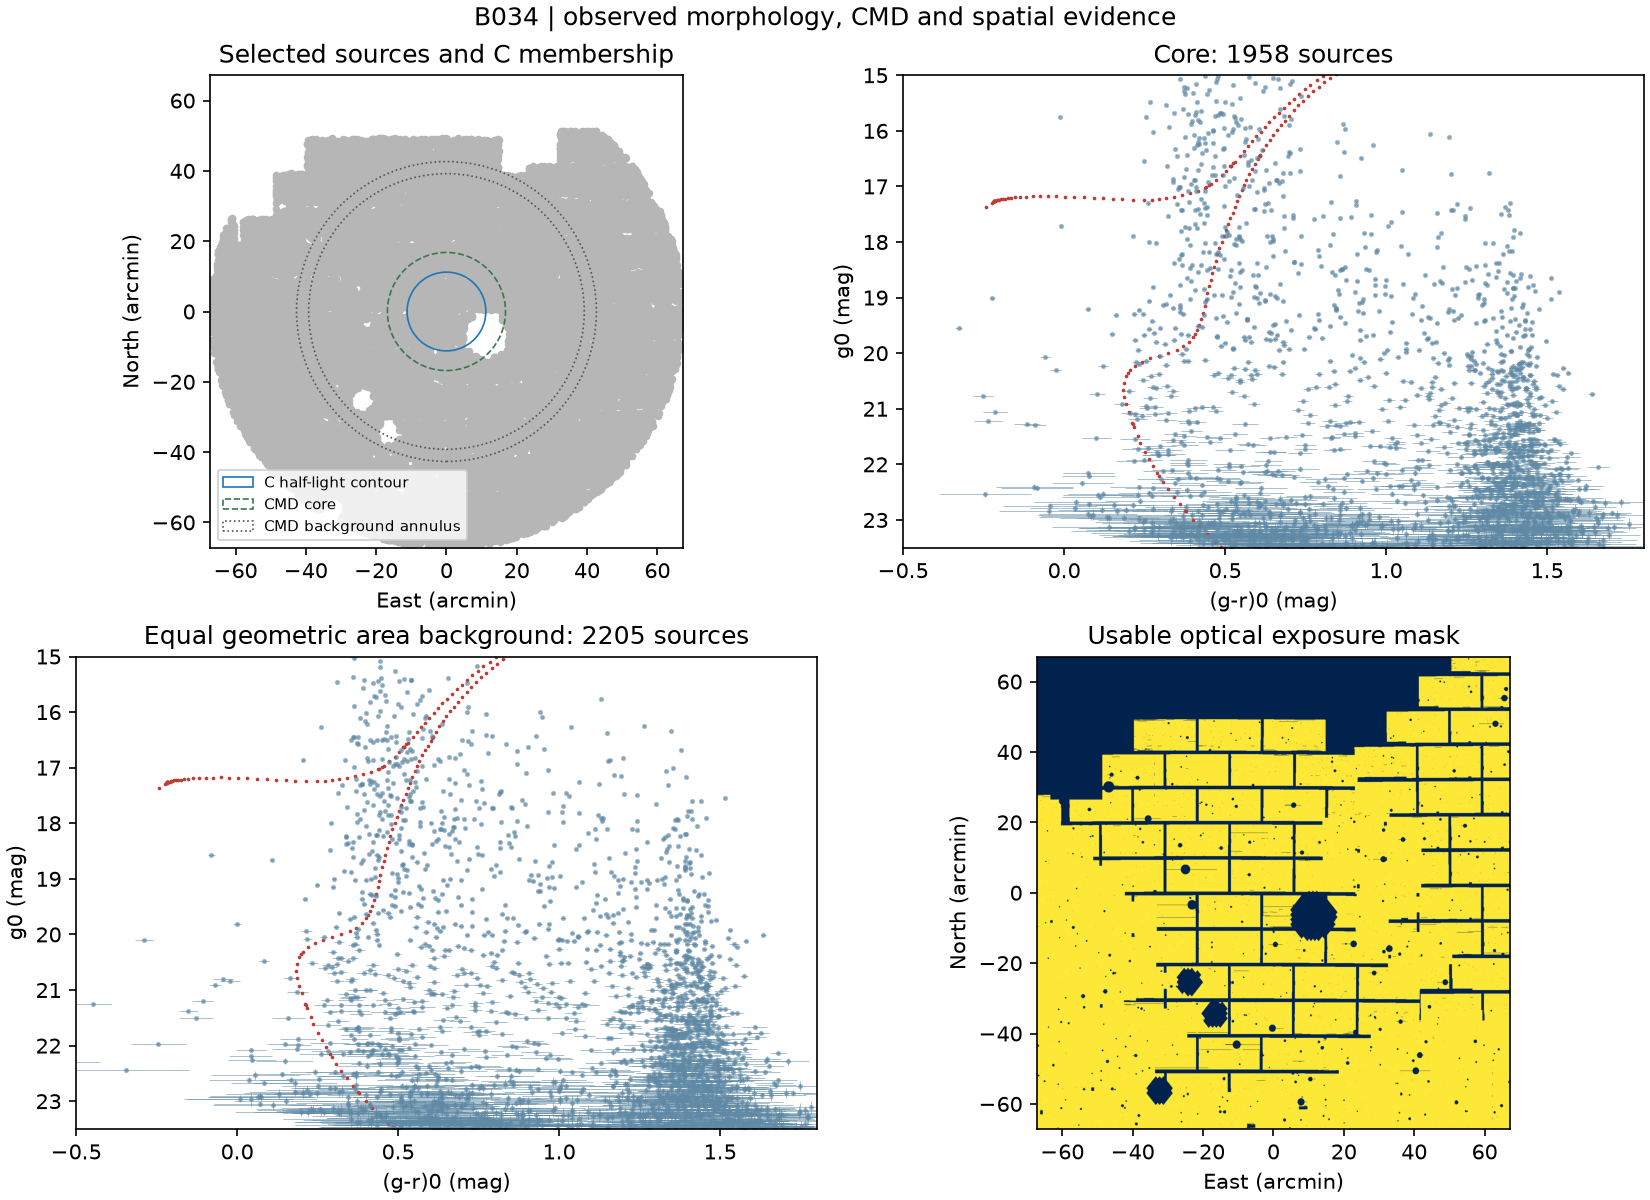 B034 | observed morphology, CMD and spatial evidence
Selected sources and C membership
60
40
20
0
−20
−40
−60
North (arcmin)
C half-light contour
CMD core
CMD background annulus
−60 −40 −20 0 20 40 60
East (arcmin)
Core: 1958 sources
15
16
17
18
19
20
21
22
23
g0 (mag)
−0.5 0.0 0.5 1.0 1.5
(g-r)0 (mag)
Equal geometric area background: 2205 sources
15
16
17
18
19
20
21
22
23
g0 (mag)
−0.5 0.0 0.5 1.0 1.5
(g-r)0 (mag)
Usable optical exposure mask
60
40
20
0
−20
−40
−60
North (arcmin)
−60 −40 −20 0 20 40 60
East (arcmin)